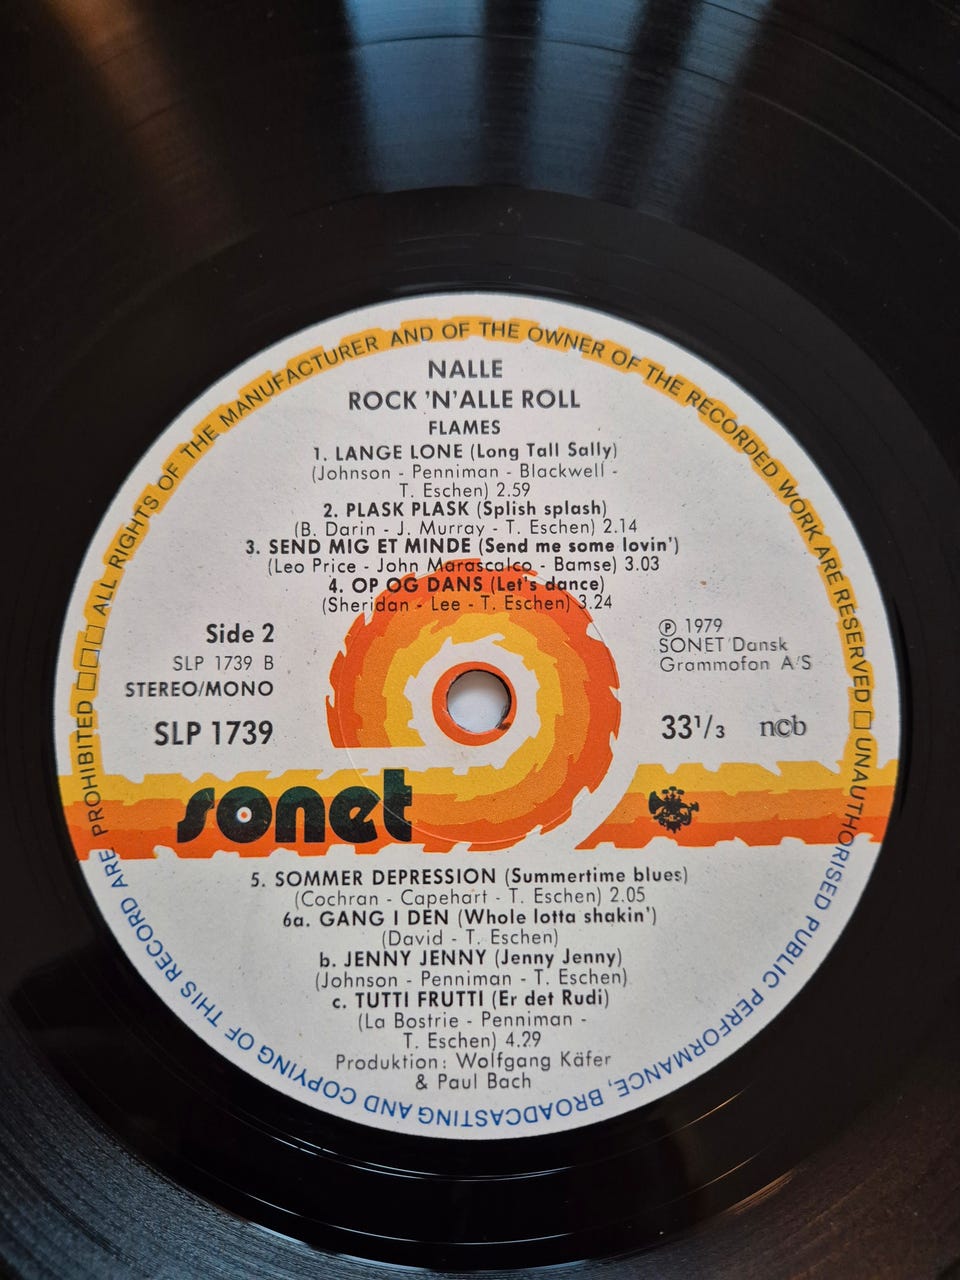 NALLE
ROCK 'N'ALLE ROLL
FLAMES
1. LANGE LONE (Long Tall Sally)
(Johnson - Penniman - Blackwell -
T. Eschen) 2.59
2. PLASK PLASK (Splish splash)
(B. Darin - J. Murray - T. Eschen) 2.14
3. SEND MIG ET MINDE (Send me some lovin')
(Leo Price - John Marascalco - Bamse) 3.03
4. OP OG DANS (Let's dance)
(Sheridan - Lee - T. Eschen) 3.24
Side 2
SLP 1739 B
STEREO/MONO
SLP 1739
℗ 1979
SONET Dansk
Grammofon A/S
33 1/3 ncb
sonet
5. SOMMER DEPRESSION (Summertime blues)
(Cochran - Capehart - T. Eschen) 2.05
6a. GANG I DEN (Whole lotta shakin')
(David - T. Eschen)
b. JENNY JENNY (Jenny Jenny)
(Johnson - Penniman - T. Eschen)
c. TUTTI FRUTTI (Er det Rudi)
(La Bostrie - Penniman -
T. Eschen) 4.29
Produktion: Wolfgang Käfer
& Paul Bach
ALL RIGHTS OF THE MANUFACTURER AND OF THE OWNER OF THE RECORDED WORK ARE RESERVED UNAUTHORISED PUBLIC PERFORMANCE, BROADCASTING AND COPYING OF THIS RECORD ARE PROHIBITED